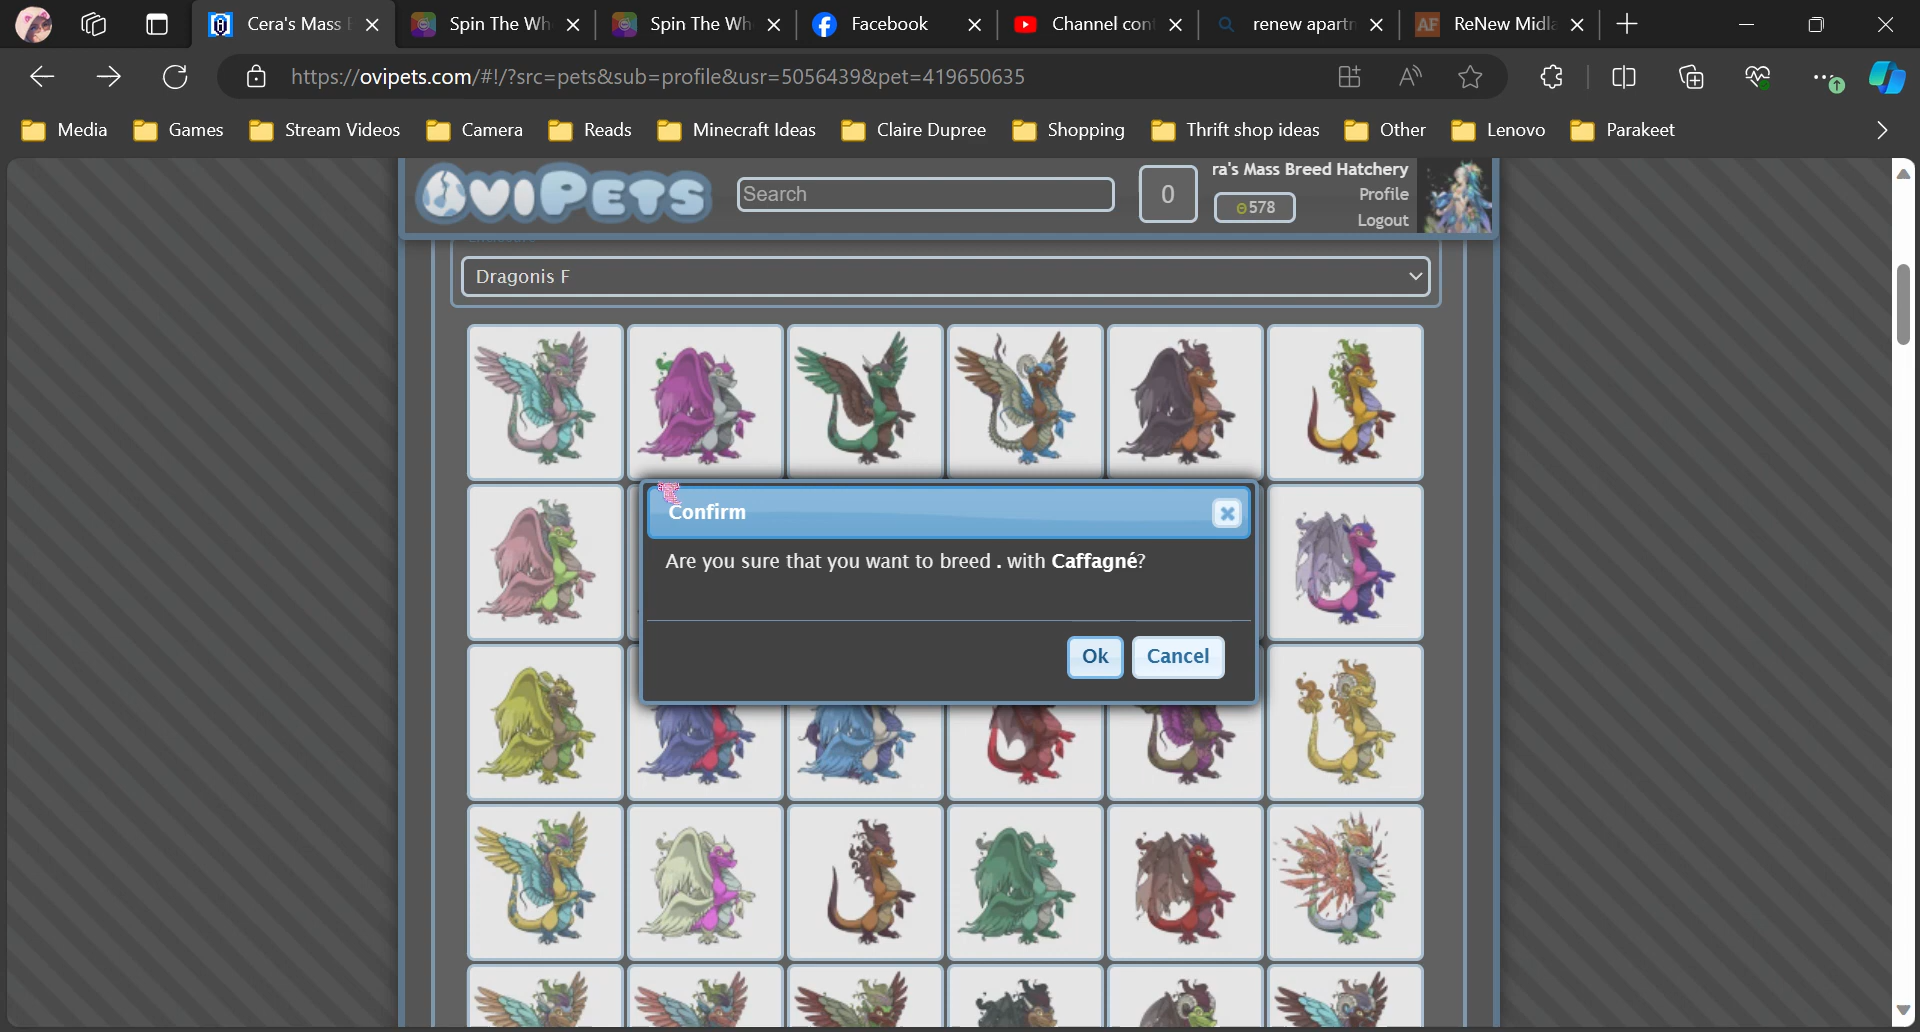 Cera's Mass
Spin The Wh
Spin The Wh
Facebook
Channel con
renew apartr
AF ReNew Midla
https://ovipets.com/#!/?src=pets&sub=profile&usr=5056439&pet=419650635
Media
Games
Stream Videos
Camera
Reads
Minecraft Ideas
Claire Dupree
Shopping
Thrift shop ideas
Other
Lenovo
Parakeet
OviPets
Search
0
ra's Mass Breed Hatchery
578
Profile
Logout
Dragonis F
Confirm
Are you sure that you want to breed . with Caffagné?
Ok
Cancel